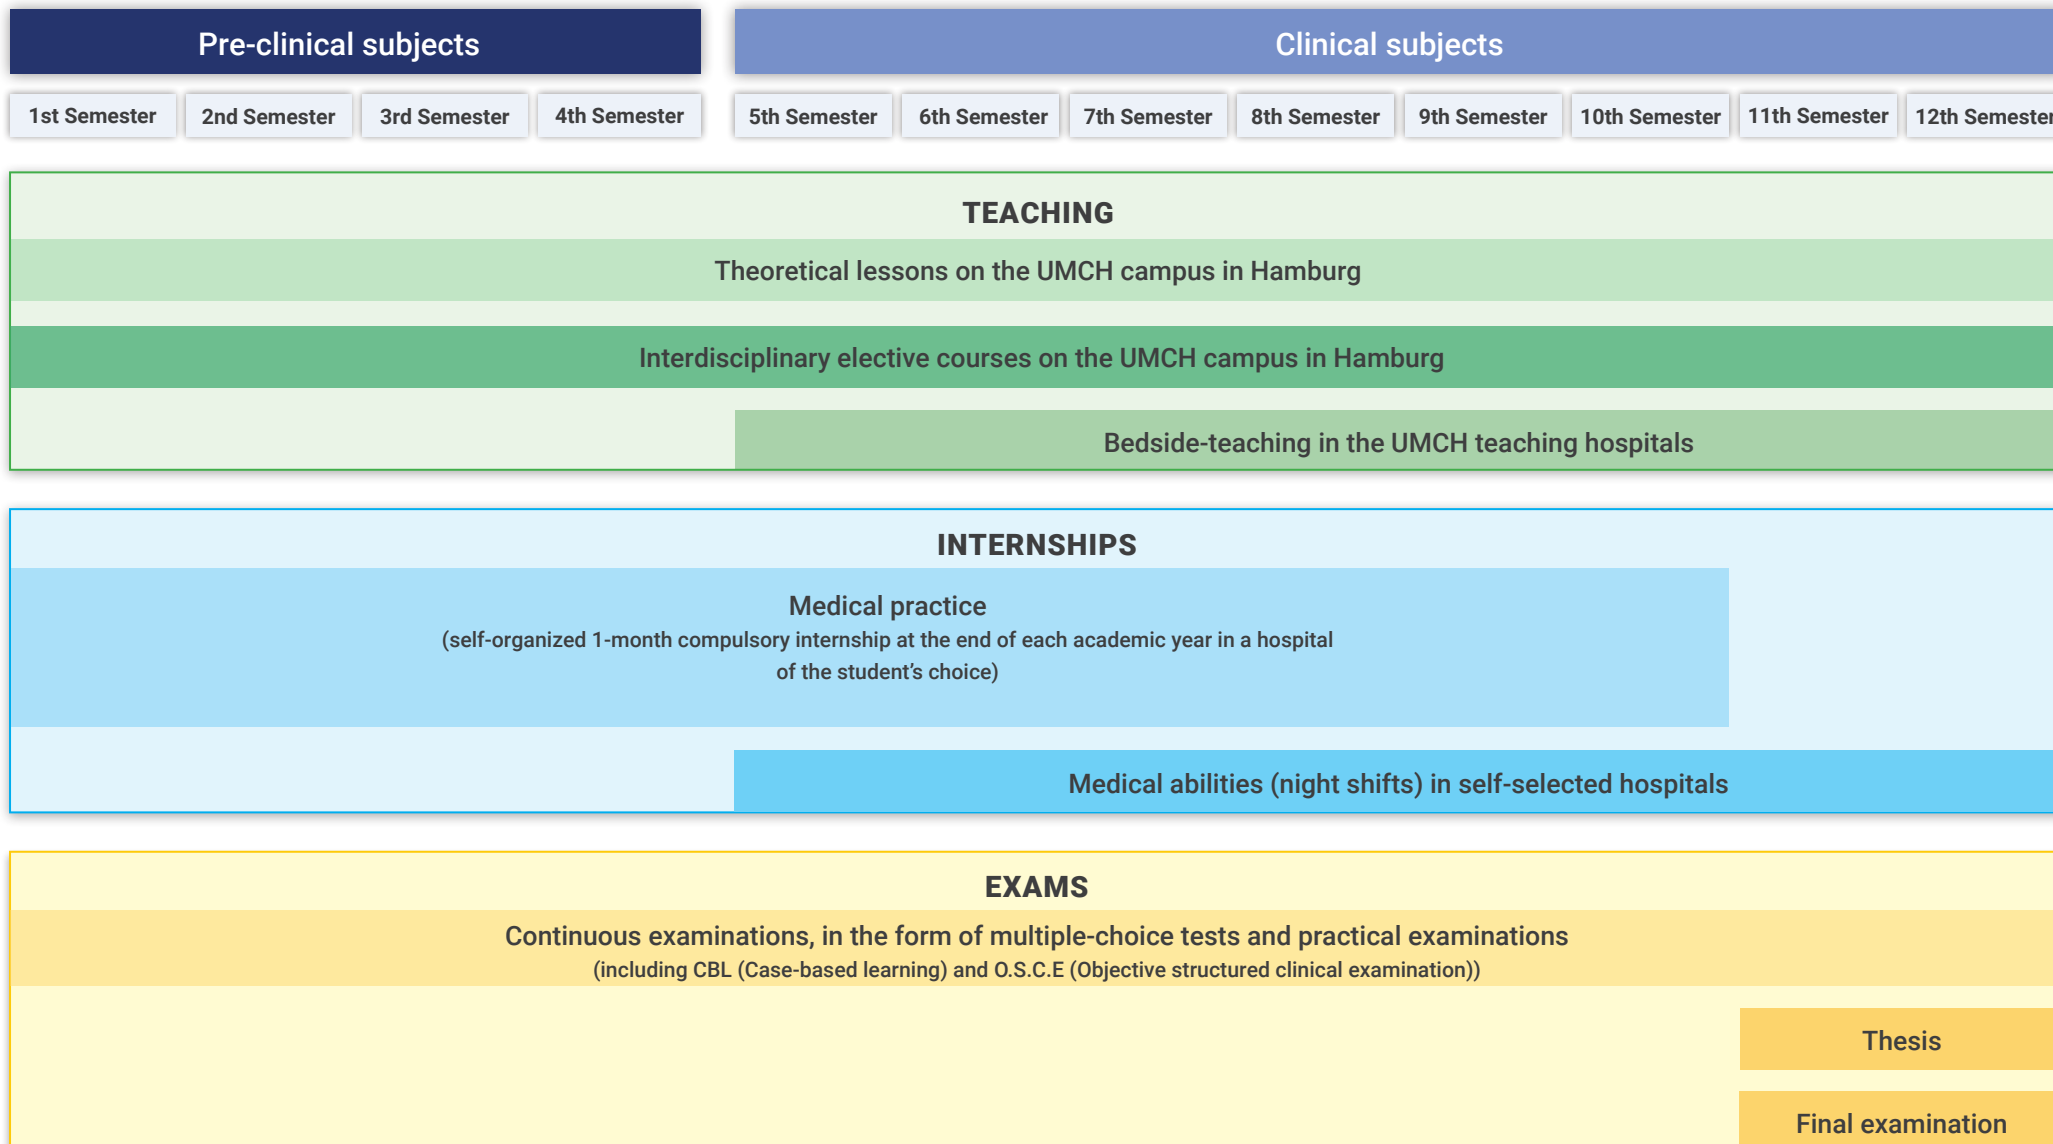 Pre-clinical subjects
Clinical subjects
1st Semester
2nd Semester
3rd Semester
4th Semester
5th Semester
6th Semester
7th Semester
8th Semester
9th Semester
10th Semester
11th Semester
12th Semester
TEACHING
Theoretical lessons on the UMCH campus in Hamburg
Interdisciplinary elective courses on the UMCH campus in Hamburg
Bedside-teaching in the UMCH teaching hospitals
INTERNSHIPS
Medical practice
(self-organized 1-month compulsory internship at the end of each academic year in a hospital
of the student’s choice)
Medical abilities (night shifts) in self-selected hospitals
EXAMS
Continuous examinations, in the form of multiple-choice tests and practical examinations
(including CBL (Case-based learning) and O.S.C.E (Objective structured clinical examination))
Thesis
Final examination